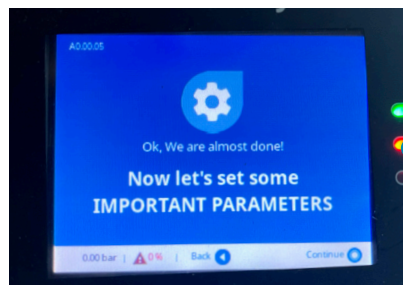 A0.00.05
Ok, We are almost done!
Now let's set some
IMPORTANT PARAMETERS
0.00 bar | 0 % | Back Continue